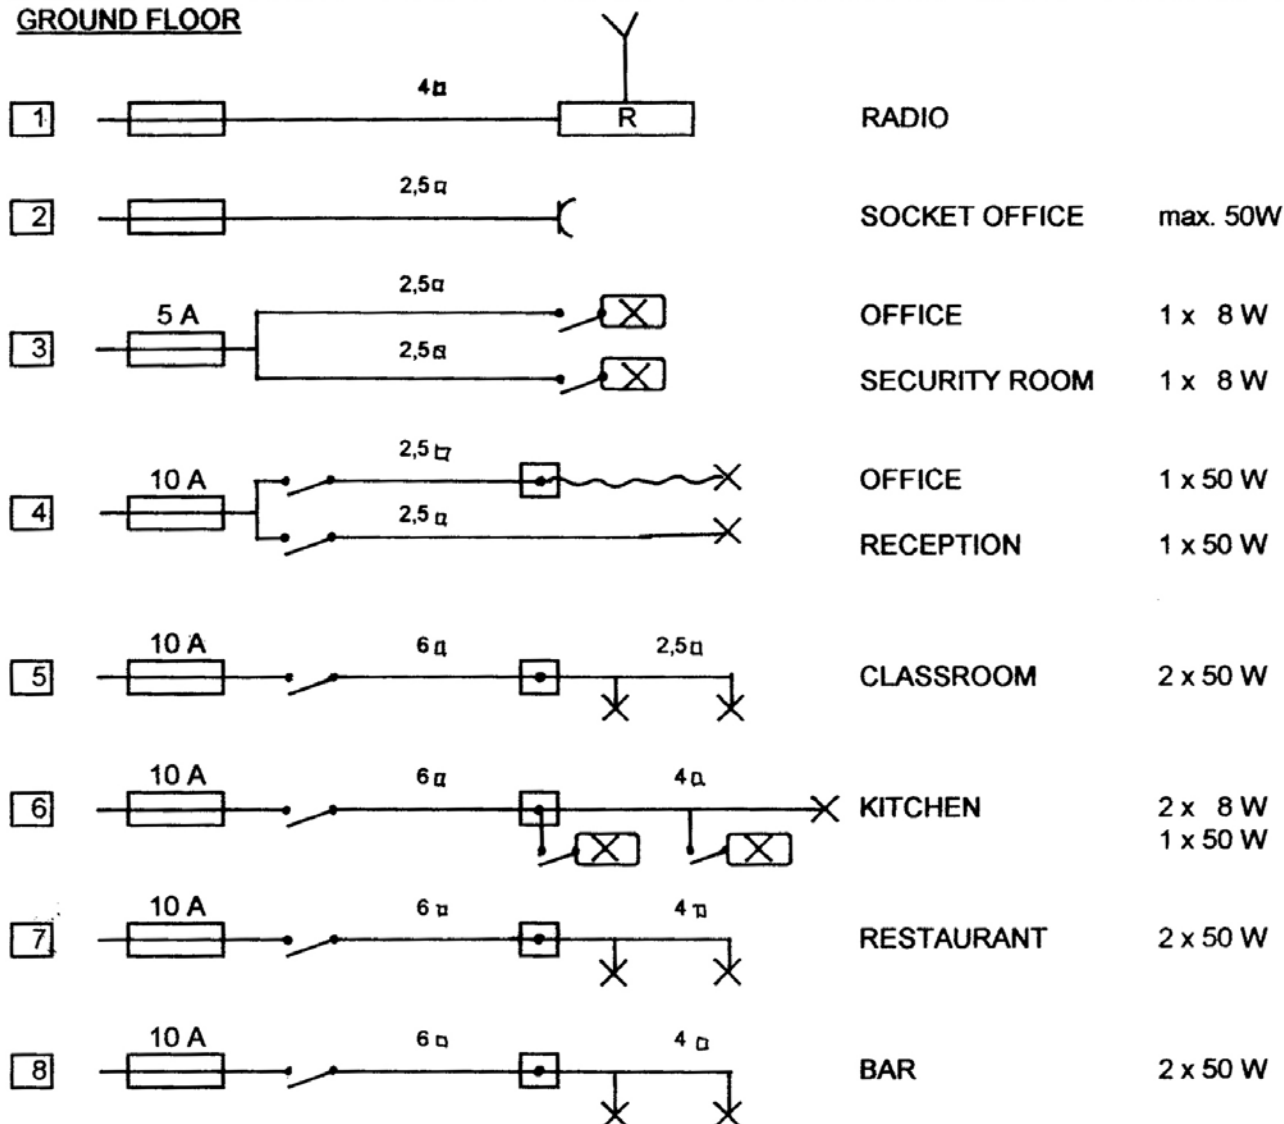 GROUND FLOOR
4□
1 R RADIO
2,5□
2 SOCKET OFFICE max. 50W
2,5□
5 A OFFICE 1 x 8 W
3
2,5□
SECURITY ROOM 1 x 8 W
2,5□
10 A OFFICE 1 x 50 W
4
2,5□
RECEPTION 1 x 50 W
10 A 6□ 2,5□
5 CLASSROOM 2 x 50 W
10 A 6□ 4□
6 KITCHEN 2 x 8 W
1 x 50 W
10 A 6□ 4□
7 RESTAURANT 2 x 50 W
10 A 6□ 4□
8 BAR 2 x 50 W